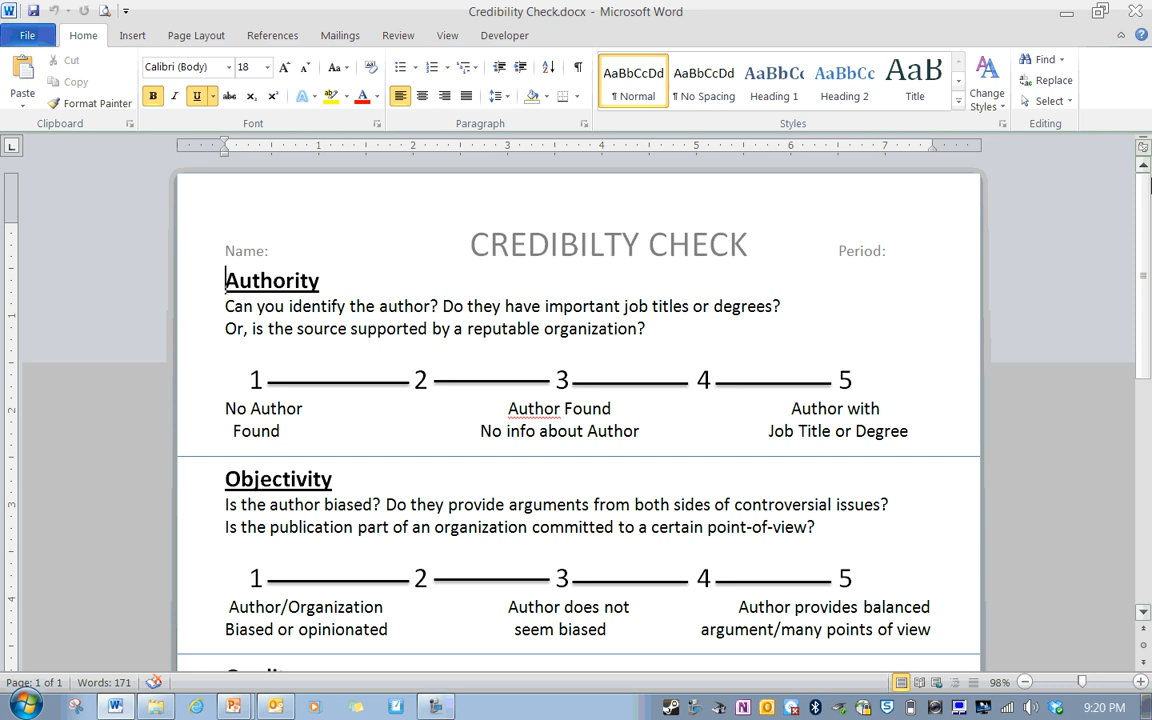 Credibility Check.docx - Microsoft Word
File Home Insert Page Layout References Mailings Review View Developer
Cut
Copy
Format Painter
Paste
Clipboard
Calibri (Body) 18
Font
Paragraph
AaBbCcDd AaBbCcDd AaBbCc AaBbCc AaB
¶ Normal ¶ No Spacing Heading 1 Heading 2 Title
Change
Styles
Styles
Find
Replace
Select
Editing
1 2 3 4 5 6 7
Name: CREDIBILTY CHECK Period:
Authority
Can you identify the author? Do they have important job titles or degrees?
Or, is the source supported by a reputable organization?
1 2 3 4 5
No Author Author Found Author with
Found No info about Author Job Title or Degree
Objectivity
Is the author biased? Do they provide arguments from both sides of controversial issues?
Is the publication part of an organization committed to a certain point-of-view?
1 2 3 4 5
Author/Organization Author does not Author provides balanced
Biased or opinionated seem biased argument/many points of view
Page: 1 of 1 Words: 171 98%
9:20 PM